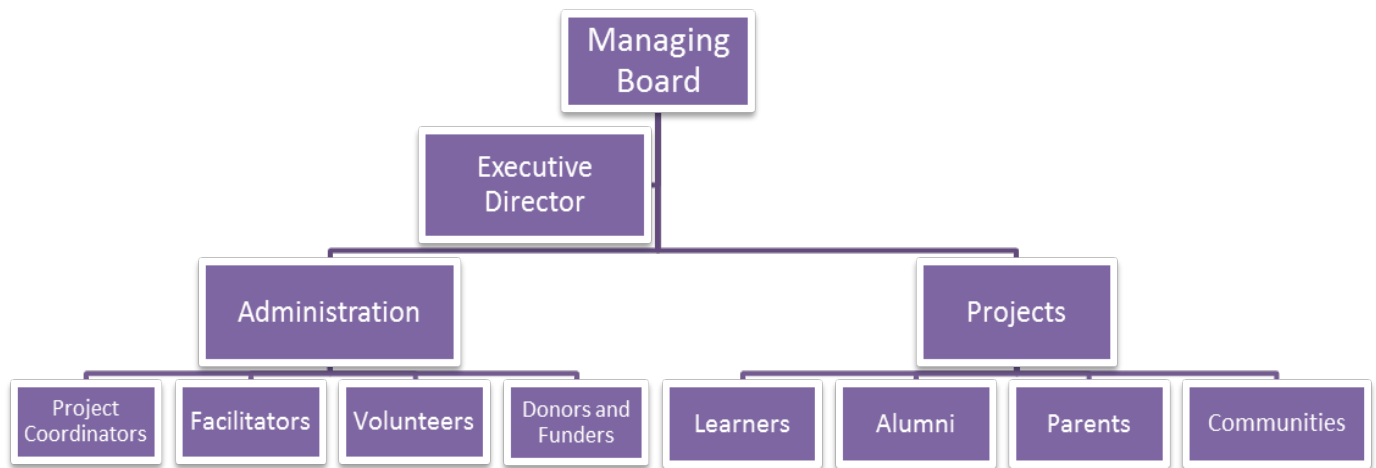 Managing
Board
Executive
Director
Administration
Projects
Project
Coordinators
Facilitators
Volunteers
Donors and
Funders
Learners
Alumni
Parents
Communities